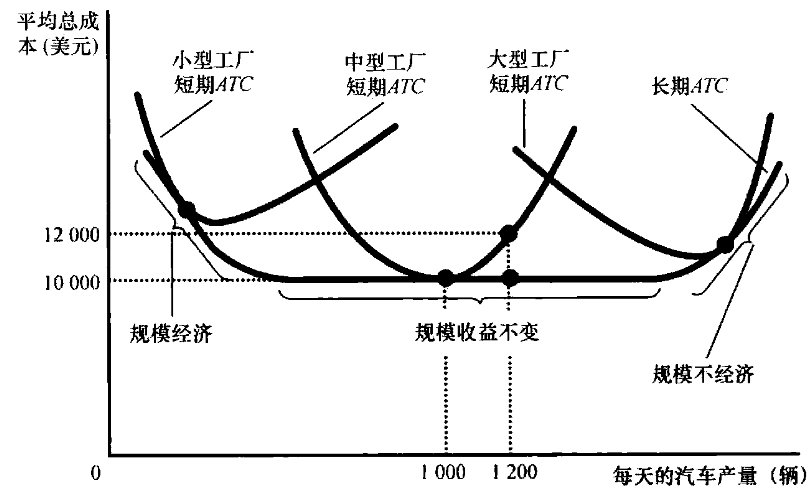 平均总成
本(美元)
小型工厂
短期ATC
中型工厂
短期ATC
大型工厂
短期ATC
长期ATC
12 000
10 000
规模经济
规模收益不变
规模不经济
0
1 000
1 200
每天的汽车产量(辆)